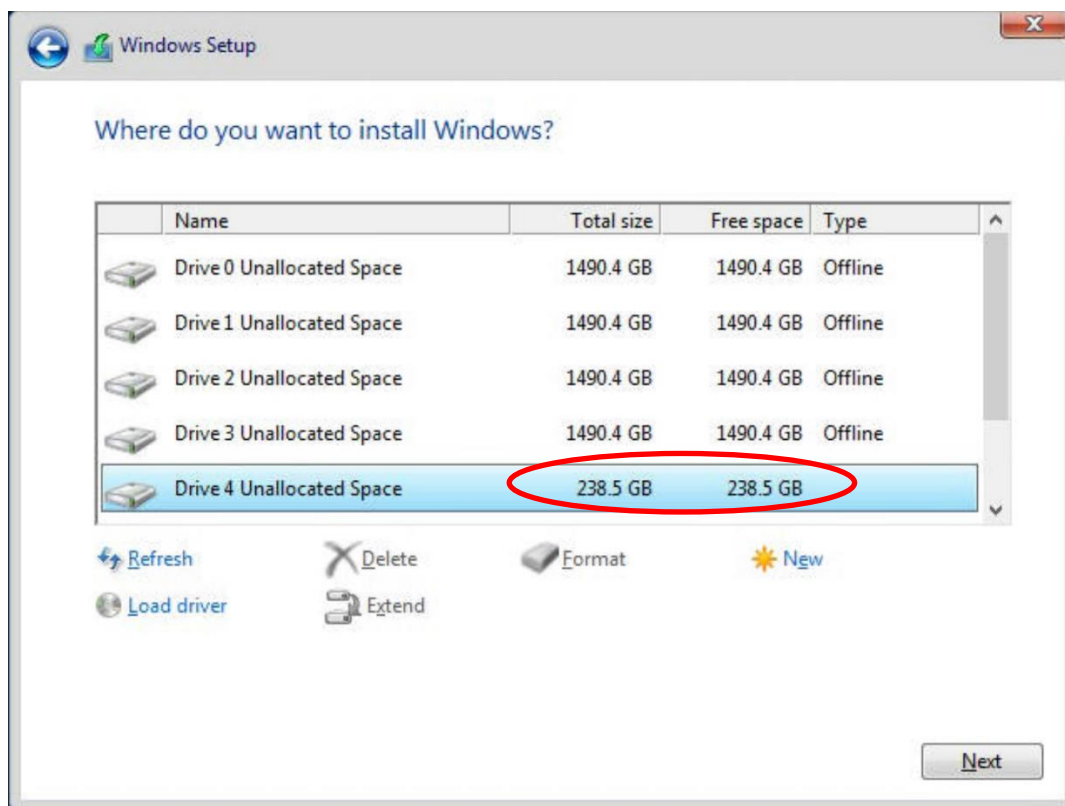 Windows Setup
Where do you want to install Windows?
Name Total size Free space Type
Drive 0 Unallocated Space 1490.4 GB 1490.4 GB Offline
Drive 1 Unallocated Space 1490.4 GB 1490.4 GB Offline
Drive 2 Unallocated Space 1490.4 GB 1490.4 GB Offline
Drive 3 Unallocated Space 1490.4 GB 1490.4 GB Offline
Drive 4 Unallocated Space 238.5 GB 238.5 GB
Refresh Delete Format New
Load driver Extend
Next